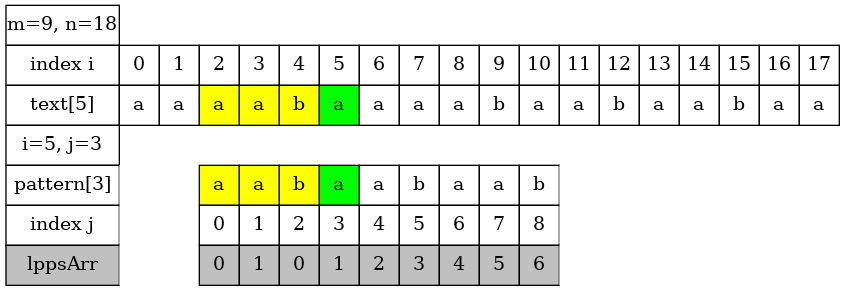 m=9, n=18
index i 0 1 2 3 4 5 6 7 8 9 10 11 12 13 14 15 16 17
text[5] a a a a b a a a a b a a b a a b a a
i=5, j=3
pattern[3] a a b a a b a a b
index j 0 1 2 3 4 5 6 7 8
lppsArr 0 1 0 1 2 3 4 5 6